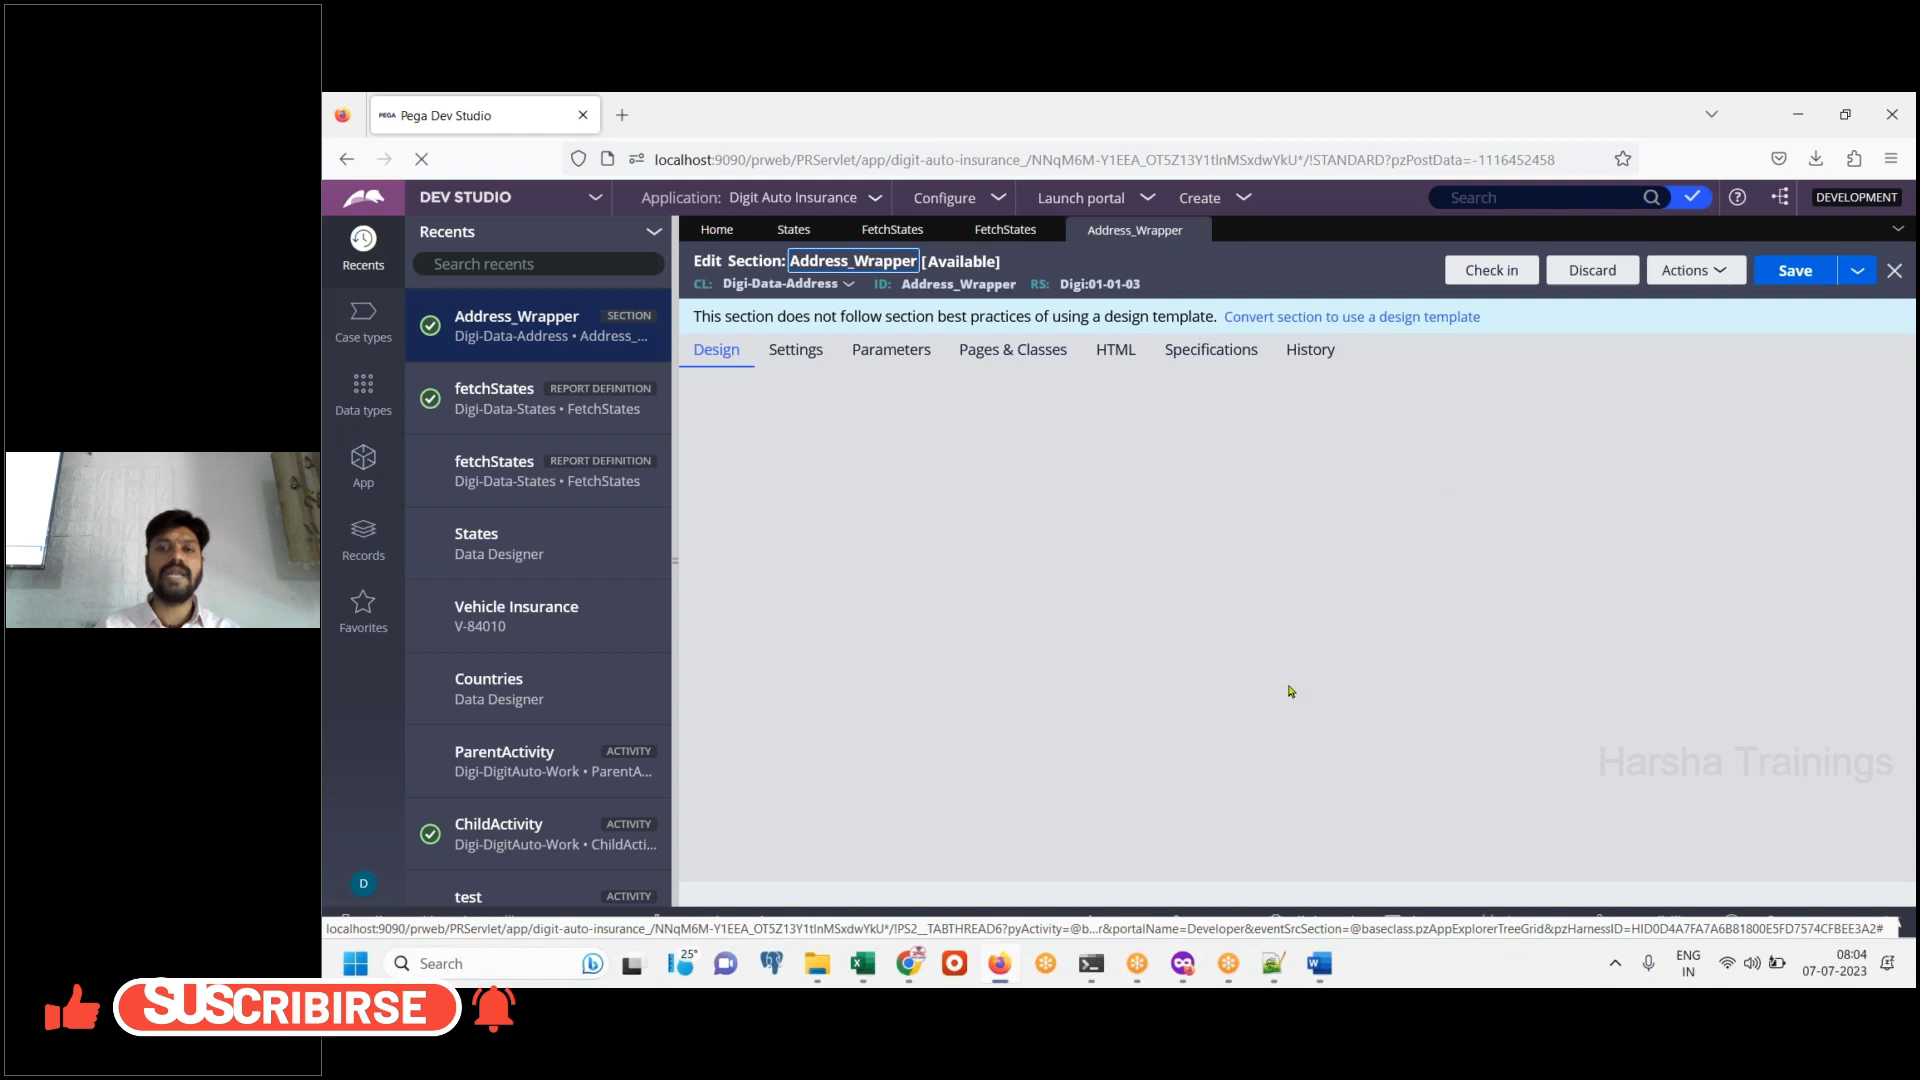 PEGA Pega Dev Studio
localhost:9090/prweb/PRServlet/app/digit-auto-insurance_/NNqM6M-Y1EEA_OT5Z13Y1tlnMSxdwYkU*/!STANDARD?pzPostData=-1116452458
DEV STUDIO
Application: Digit Auto Insurance
Configure
Launch portal
Create
Search
DEVELOPMENT
Recents
Case types
Data types
App
Records
Favorites
D
Recents
Search recents
Address_Wrapper SECTION
Digi-Data-Address • Address_...
fetchStates REPORT DEFINITION
Digi-Data-States • FetchStates
fetchStates REPORT DEFINITION
Digi-Data-States • FetchStates
States
Data Designer
Vehicle Insurance
V-84010
Countries
Data Designer
ParentActivity ACTIVITY
Digi-DigitAuto-Work • ParentA...
ChildActivity ACTIVITY
Digi-DigitAuto-Work • ChildActi...
test ACTIVITY
Home States FetchStates FetchStates Address_Wrapper
Edit Section: Address_Wrapper [Available]
CL: Digi-Data-Address ID: Address_Wrapper RS: Digi:01-01-03
Check in Discard Actions Save
This section does not follow section best practices of using a design template. Convert section to use a design template
Design Settings Parameters Pages & Classes HTML Specifications History
Harsha Trainings
localhost:9090/prweb/PRServlet/app/digit-auto-insurance_/NNqM6M-Y1EEA_OT5Z13Y1tlnMSxdwYkU*/!PS2__TABTHREAD6?pyActivity=@b...r&portalName=Developer&eventSrcSection=@baseclass.pzAppExplorerTreeGrid&pzHarnessID=HID0D4A7FA7A6B81800E5FD7574CFBEE3A2#
Search
25°
ENG
IN
08:04
07-07-2023
SUSCRIBIRSE